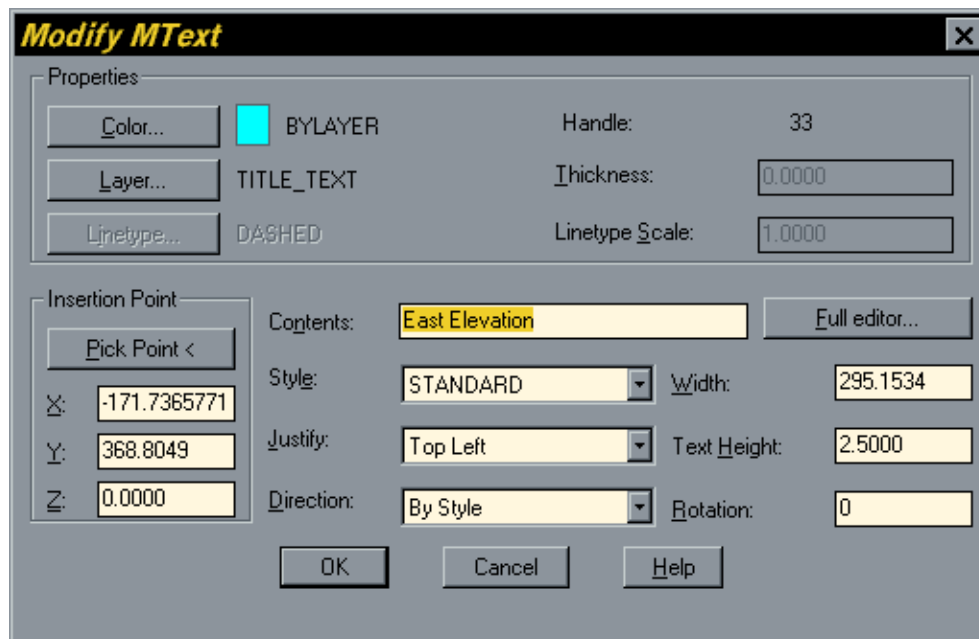 Modify MText
Properties
Color... BYLAYER Handle: 33
Layer... TITLE_TEXT Thickness: 0.0000
Linetype... DASHED Linetype Scale: 1.0000
Insertion Point
Pick Point <
X: -171.7365771
Y: 368.8049
Z: 0.0000
Contents: East Elevation Full editor...
Style: STANDARD Width: 295.1534
Justify: Top Left Text Height: 2.5000
Direction: By Style Rotation: 0
OK Cancel Help